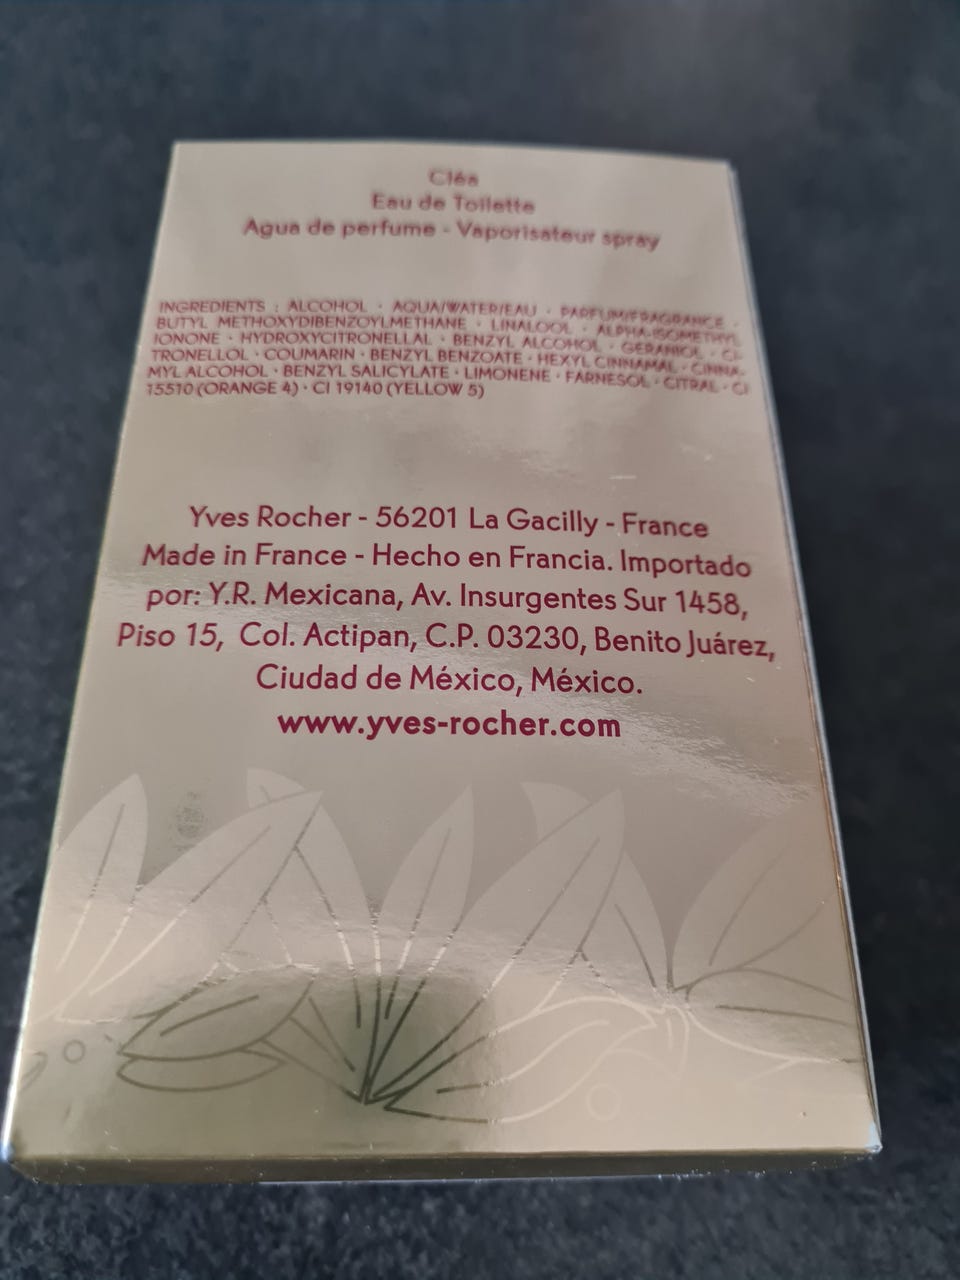 Cléa
Eau de Toilette
Agua de perfume - Vaporisateur spray
INGREDIENTS : ALCOHOL · AQUA/WATER/EAU · PARFUM/FRAGRANCE ·
BUTYL METHOXYDIBENZOYLMETHANE · LINALOOL · ALPHA-ISOMETHYL
IONONE · HYDROXYCITRONELLAL · BENZYL ALCOHOL · GERANIOL · CI-
TRONELLOL · COUMARIN · BENZYL BENZOATE · HEXYL CINNAMAL · CINNA-
MYL ALCOHOL · BENZYL SALICYLATE · LIMONENE · FARNESOL · CITRAL · CI
15510 (ORANGE 4) · CI 19140 (YELLOW 5)
Yves Rocher - 56201 La Gacilly - France
Made in France - Hecho en Francia. Importado
por: Y.R. Mexicana, Av. Insurgentes Sur 1458,
Piso 15, Col. Actipan, C.P. 03230, Benito Juárez,
Ciudad de México, México.
www.yves-rocher.com